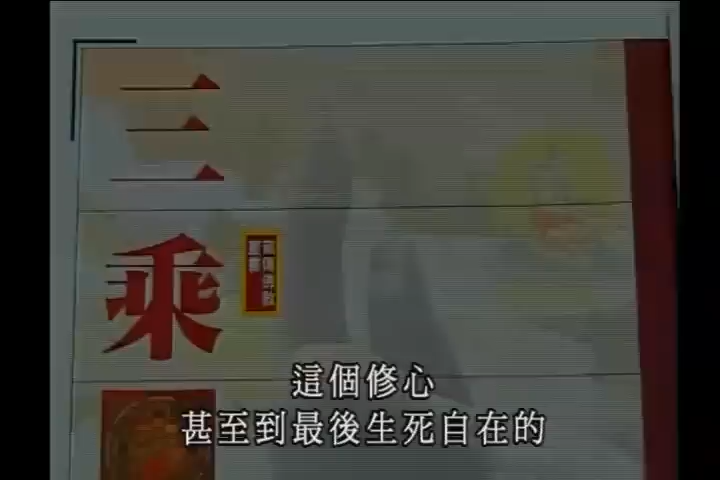 三
乘
這個修心
甚至到最後生死自在的